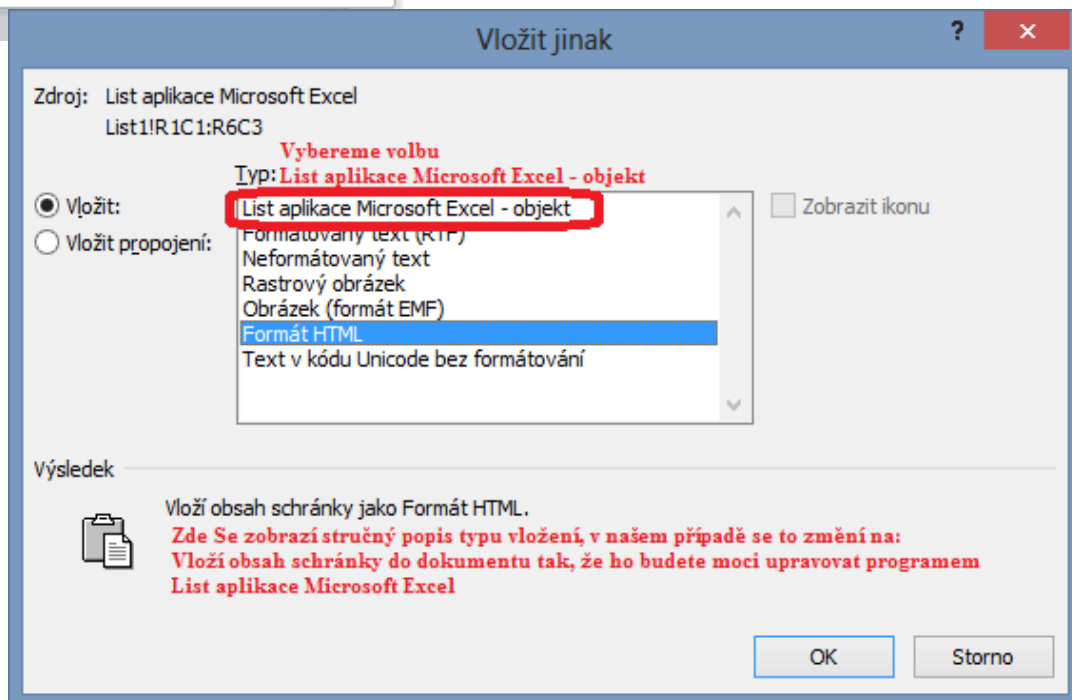 Vložit jinak
?
Zdroj: List aplikace Microsoft Excel
List1!R1C1:R6C3
Vybereme volbu
Typ: List aplikace Microsoft Excel - objekt
Vložit:
List aplikace Microsoft Excel - objekt
Zobrazit ikonu
Vložit propojení:
Formátovaný text (RTF)
Neformátovaný text
Rastrový obrázek
Obrázek (formát EMF)
Formát HTML
Text v kódu Unicode bez formátování
Výsledek
Vloží obsah schránky jako Formát HTML.
Zde Se zobrazí stručný popis typu vložení, v našem případě se to změní na:
Vloží obsah schránky do dokumentu tak, že ho budete moci upravovat programem
List aplikace Microsoft Excel
OK
Storno